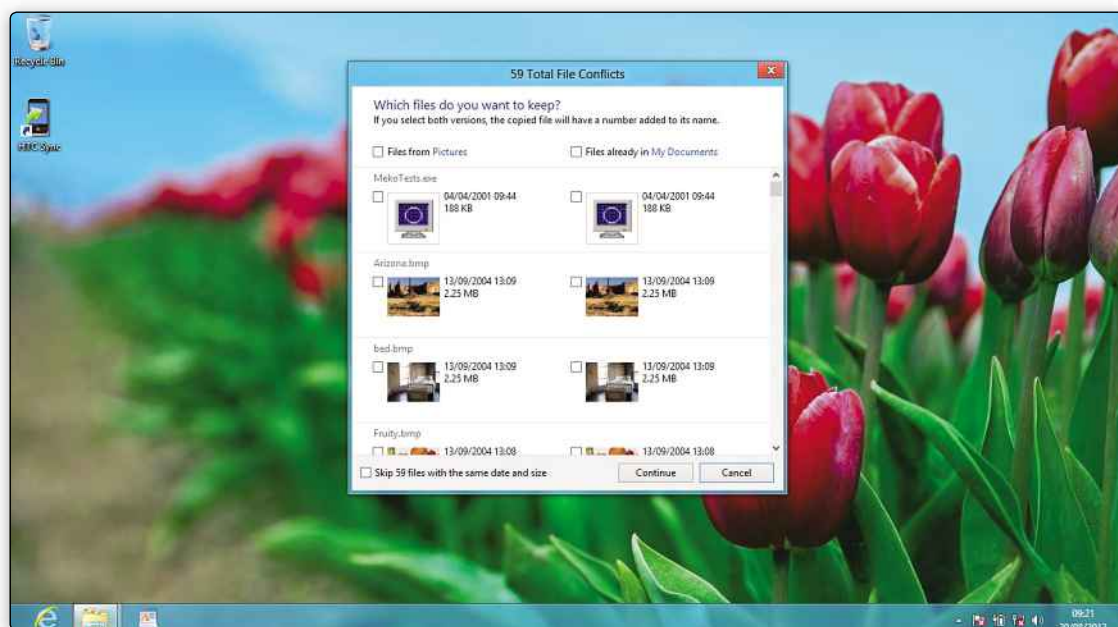 Recycle Bin
HTC Sync
59 Total File Conflicts
Which files do you want to keep?
If you select both versions, the copied file will have a number added to its name.
Files from Pictures
Files already in My Documents
MekoTests.exe
04/04/2001 09:44
188 KB
04/04/2001 09:44
188 KB
Arizona.bmp
13/09/2004 13:09
2.25 MB
13/09/2004 13:09
2.25 MB
bed.bmp
13/09/2004 13:09
2.25 MB
13/09/2004 13:09
2.25 MB
Fruity.bmp
13/09/2004 13:08
13/09/2004 13:08
Skip 59 files with the same date and size
Continue
Cancel
09:21